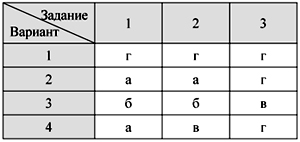 Задание
Вариант 1 2 3
1 г г г
2 а а г
3 б б в
4 а в г